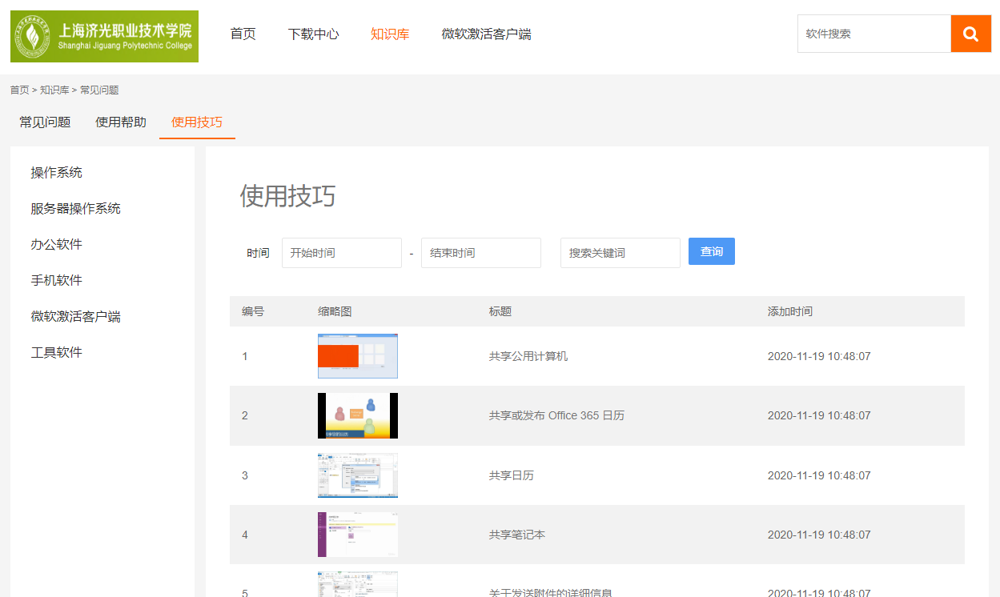 上海济光职业技术学院
Shanghai Jiguang Polytechnic College
首页 下载中心 知识库 微软激活客户端
软件搜索
首页 > 知识库 > 常见问题
常见问题 使用帮助 使用技巧
操作系统
服务器操作系统
办公软件
手机软件
微软激活客户端
工具软件
使用技巧
时间 开始时间 - 结束时间 搜索关键词 查询
编号 缩略图 标题 添加时间
1 共享公用计算机 2020-11-19 10:48:07
2 共享或发布 Office 365 日历 2020-11-19 10:48:07
3 共享日历 2020-11-19 10:48:07
4 共享笔记本 2020-11-19 10:48:07
5 关于发送附件的详细信息 2020-11-19 10:48:07